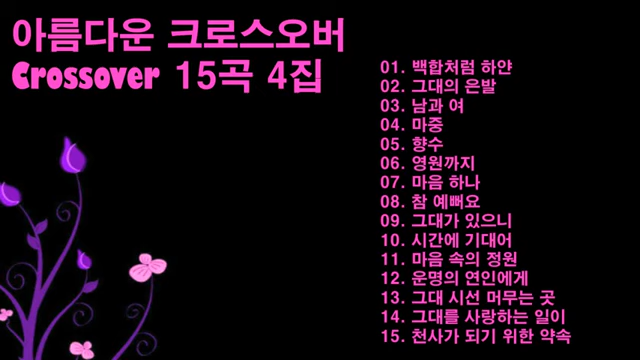 아름다운 크로스오버
Crossover 15곡 4집
01. 백합처럼 하얀
02. 그대의 은발
03. 남과 여
04. 마중
05. 향수
06. 영원까지
07. 마음 하나
08. 참 예뻐요
09. 그대가 있으니
10. 시간에 기대어
11. 마음 속의 정원
12. 운명의 연인에게
13. 그대 시선 머무는 곳
14. 그대를 사랑하는 일이
15. 천사가 되기 위한 약속